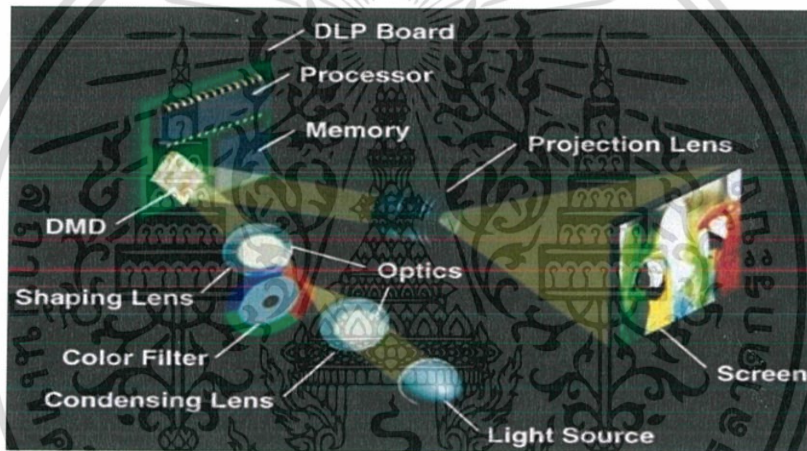 DLP Board
Processor
Memory
Projection Lens
DMD
Optics
Shaping Lens
Color Filter
Condensing Lens
Screen
Light Source